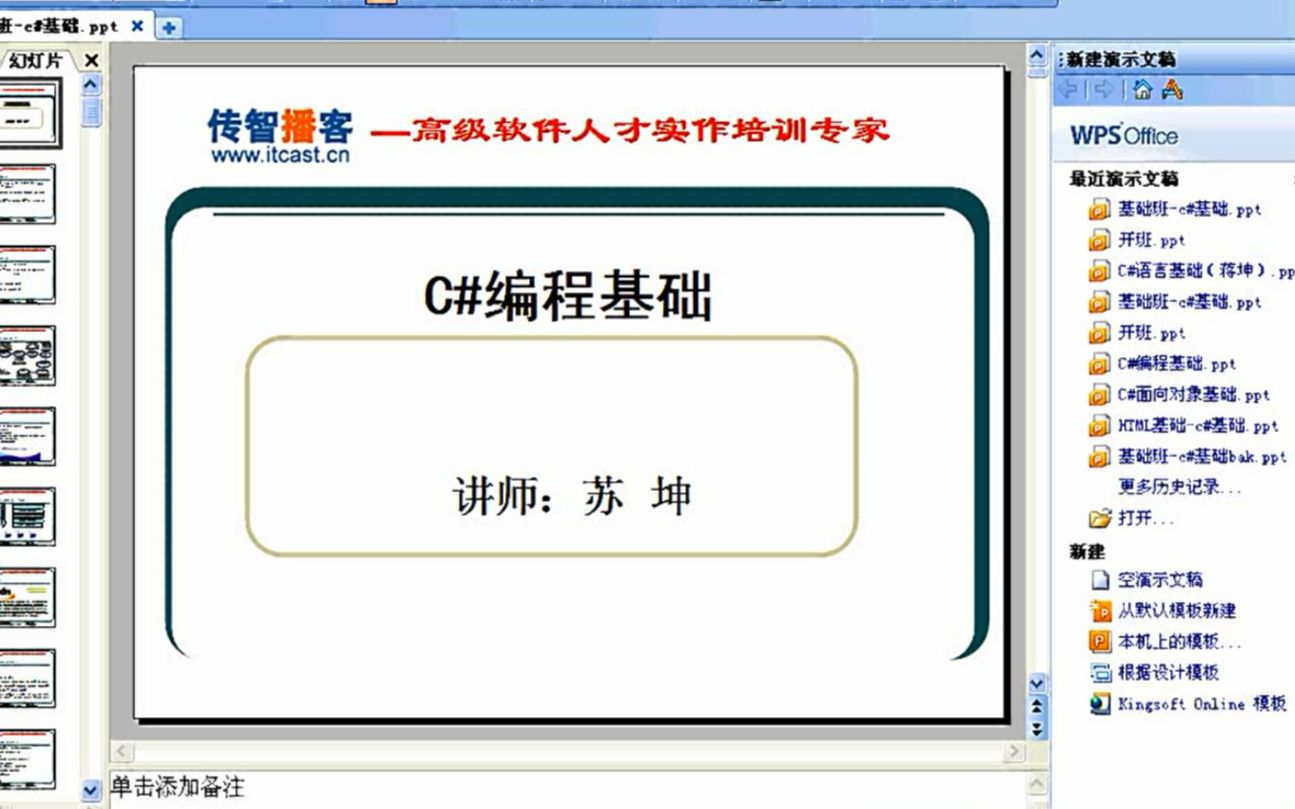 班-c#基础.ppt
幻灯片
传智播客 —高级软件人才实作培训专家
www.itcast.cn
C#编程基础
讲师：苏 坤
单击添加备注
新建演示文稿
WPS Office
最近演示文稿
基础班-c#基础.ppt
开班.ppt
C#语言基础（蒋坤）.pp
基础班-c#基础.ppt
开班.ppt
C#编程基础.ppt
C#面向对象基础.ppt
HTML基础-c#基础.ppt
基础班-c#基础bak.ppt
更多历史记录...
打开...
新建
空演示文稿
从默认模板新建
本机上的模板...
根据设计模板
Kingsoft Online 模板